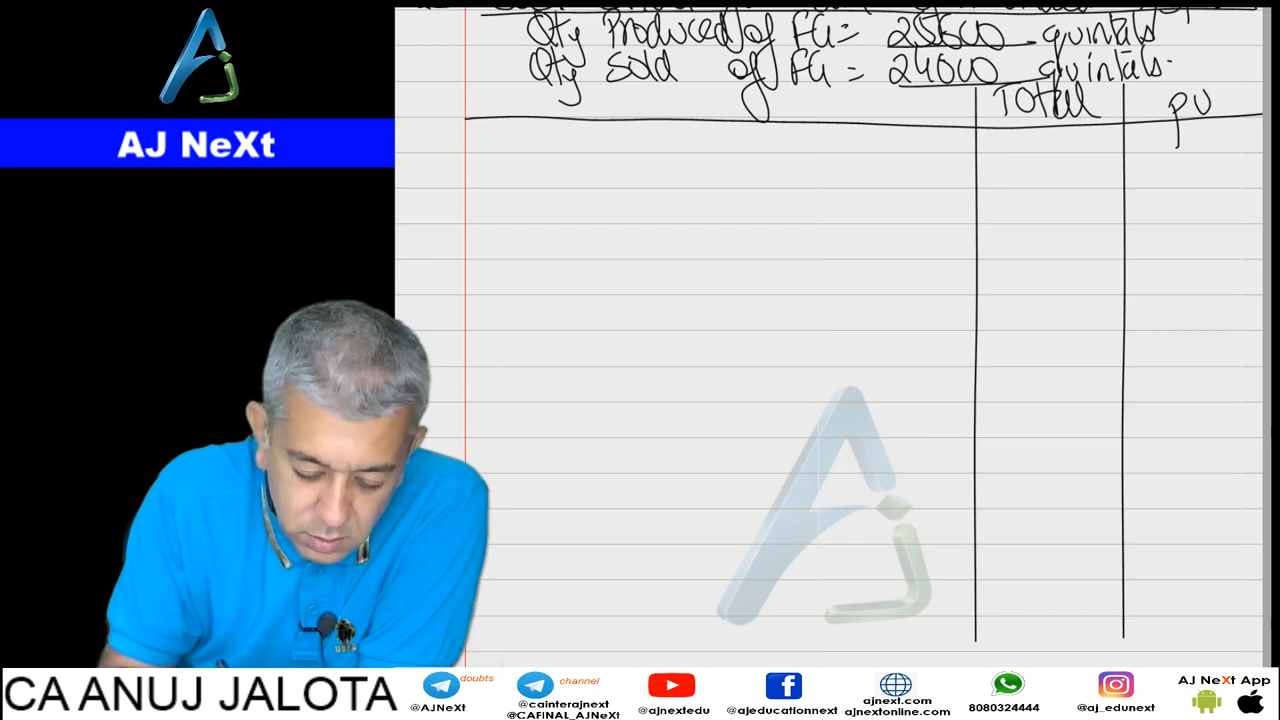 Qty Produced of FG = 25500 quintals
Qty Sold of FG = 24000 quintals.
Total PU
AJ NeXt
CA ANUJ JALOTA
doubts
@AJNeXt
channel
@cainterajnext
@CAFINAL_AJNeXt
@ajnextedu
@ajeducationnext
ajnext.com
ajnextonline.com
8080324444
@aj_edunext
AJ NeXt App